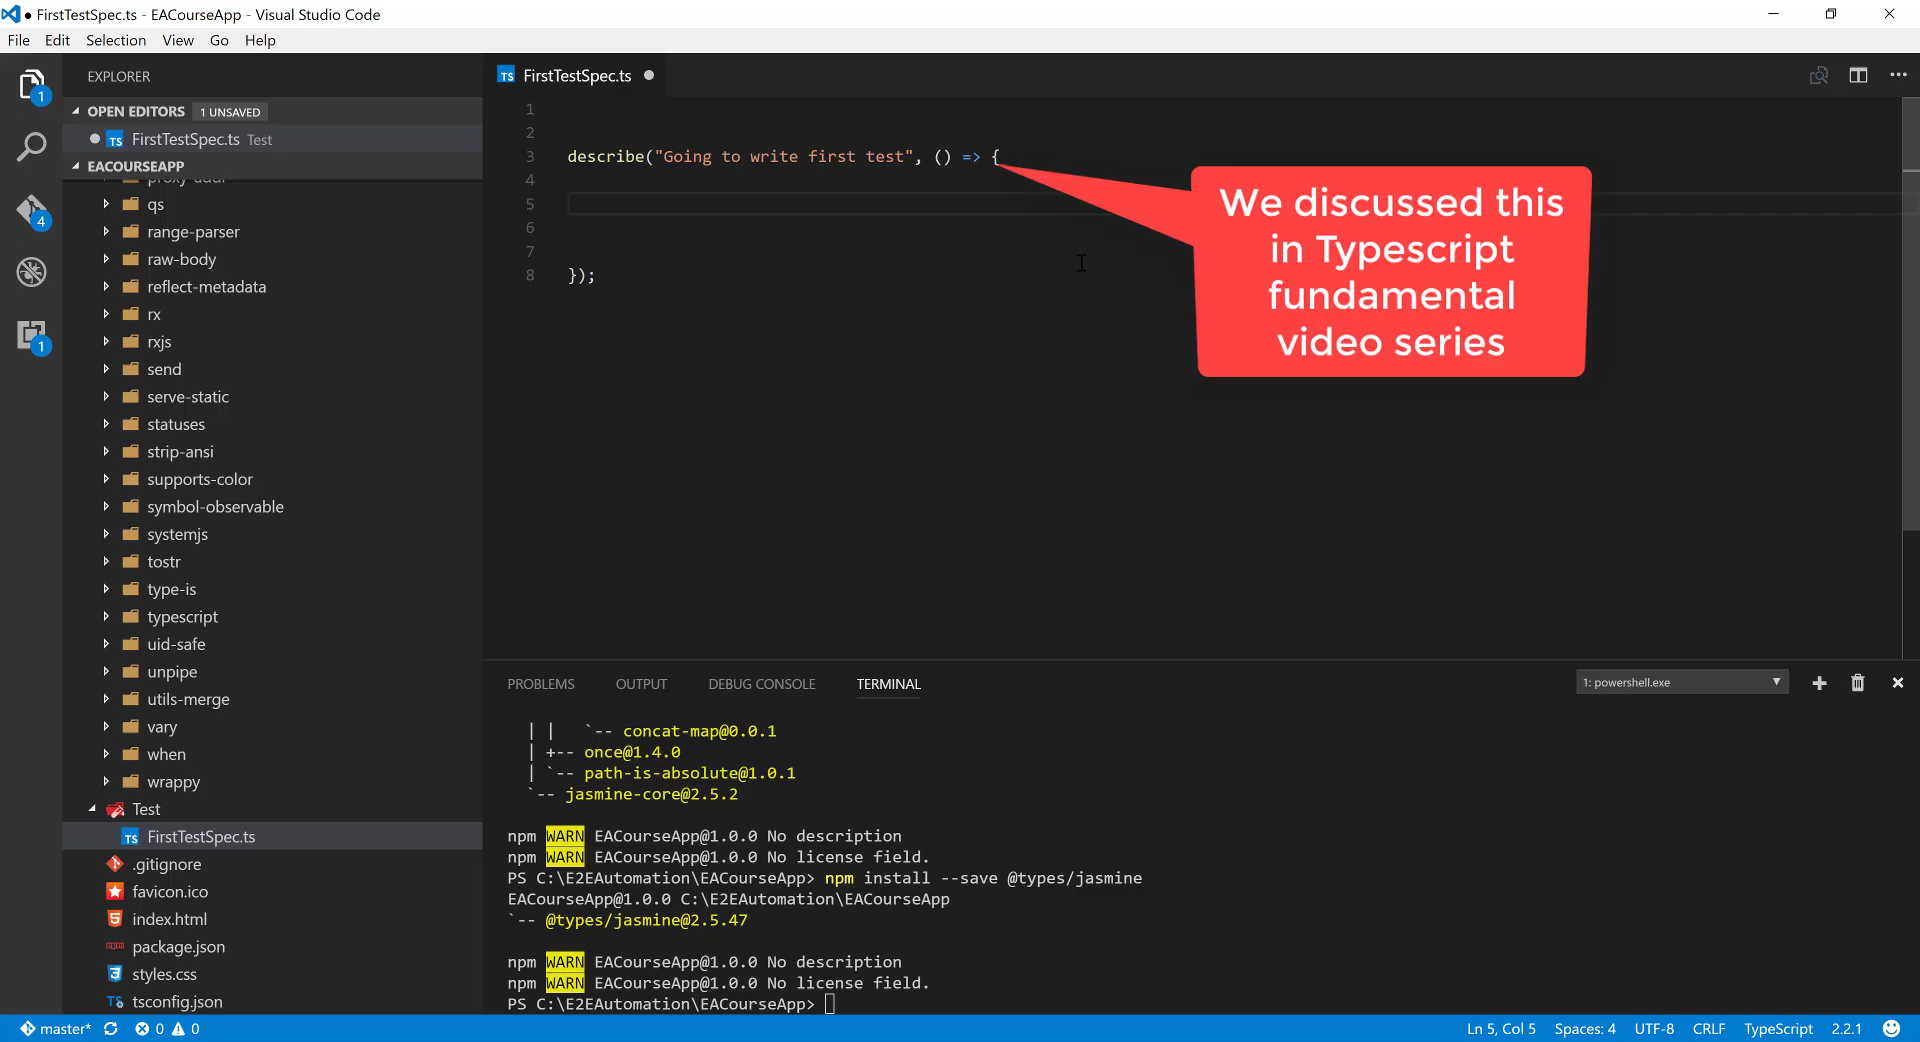 FirstTestSpec.ts - EACourseApp - Visual Studio Code
File Edit Selection View Go Help
EXPLORER
OPEN EDITORS 1 UNSAVED
FirstTestSpec.ts Test
EACOURSEAPP
proxy-addr
qs
range-parser
raw-body
reflect-metadata
rx
rxjs
send
serve-static
statuses
strip-ansi
supports-color
symbol-observable
systemjs
tostr
type-is
typescript
uid-safe
unpipe
utils-merge
vary
when
wrappy
Test
TS FirstTestSpec.ts
.gitignore
favicon.ico
index.html
package.json
styles.css
tsconfig.json
1
4
1
TS FirstTestSpec.ts
1
2
3 describe("Going to write first test", () => {
4
5
6
7
8 });
We discussed this
in Typescript
fundamental
video series
PROBLEMS OUTPUT DEBUG CONSOLE TERMINAL
1: powershell.exe
| | `-- concat-map@0.0.1
| +-- once@1.4.0
| `-- path-is-absolute@1.0.1
`-- jasmine-core@2.5.2
npm WARN EACourseApp@1.0.0 No description
npm WARN EACourseApp@1.0.0 No license field.
PS C:\E2EAutomation\EACourseApp> npm install --save @types/jasmine
EACourseApp@1.0.0 C:\E2EAutomation\EACourseApp
`-- @types/jasmine@2.5.47
npm WARN EACourseApp@1.0.0 No description
npm WARN EACourseApp@1.0.0 No license field.
PS C:\E2EAutomation\EACourseApp>
master* 0 0
Ln 5, Col 5 Spaces: 4 UTF-8 CRLF TypeScript 2.2.1